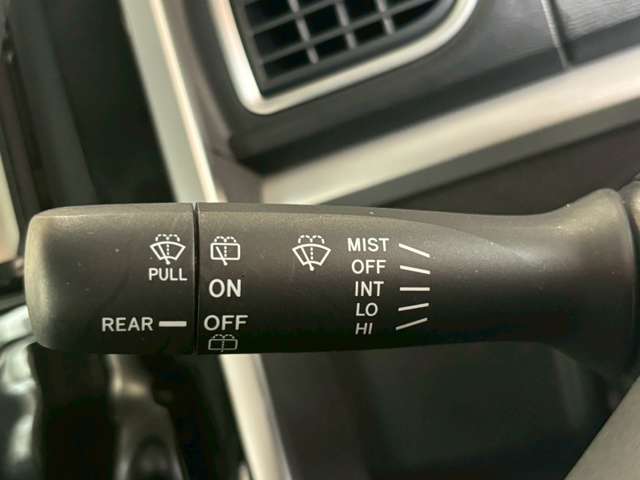 PULL
REAR
ON
OFF
MIST
OFF
INT
LO
HI